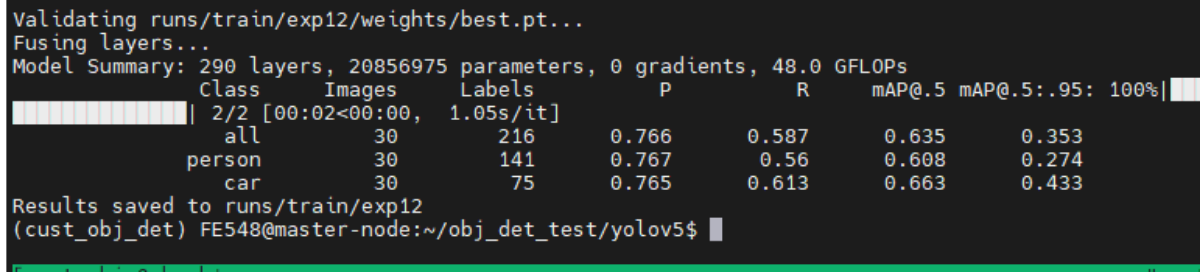 Validating runs/train/exp12/weights/best.pt...
Fusing layers...
Model Summary: 290 layers, 20856975 parameters, 0 gradients, 48.0 GFLOPs
Class Images Labels P R mAP@.5 mAP@.5:.95: 100%|
| 2/2 [00:02<00:00, 1.05s/it]
all 30 216 0.766 0.587 0.635 0.353
person 30 141 0.767 0.56 0.608 0.274
car 30 75 0.765 0.613 0.663 0.433
Results saved to runs/train/exp12
(cust_obj_det) FE548@master-node:~/obj_det_test/yolov5$